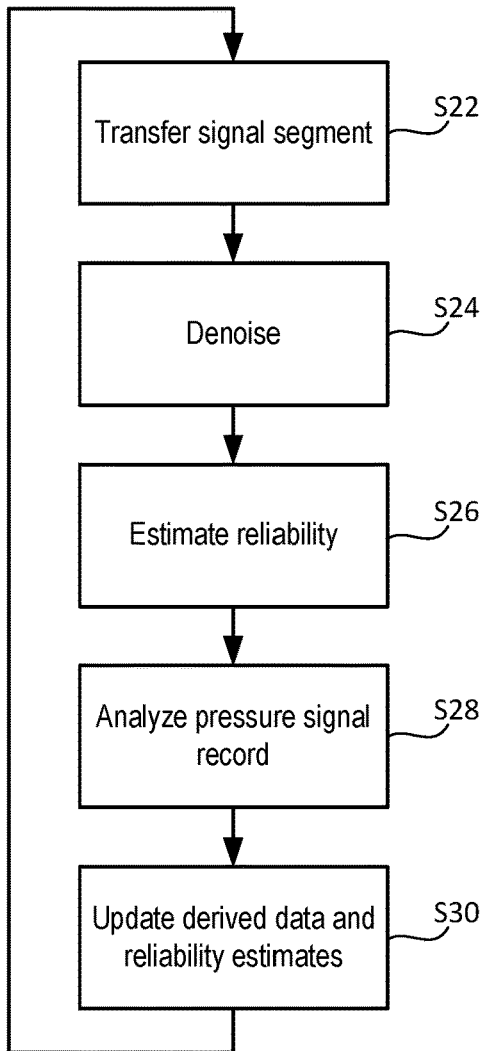 S22
Transfer signal segment
S24
Denoise
S26
Estimate reliability
S28
Analyze pressure signal
record
S30
Update derived data and
reliability estimates